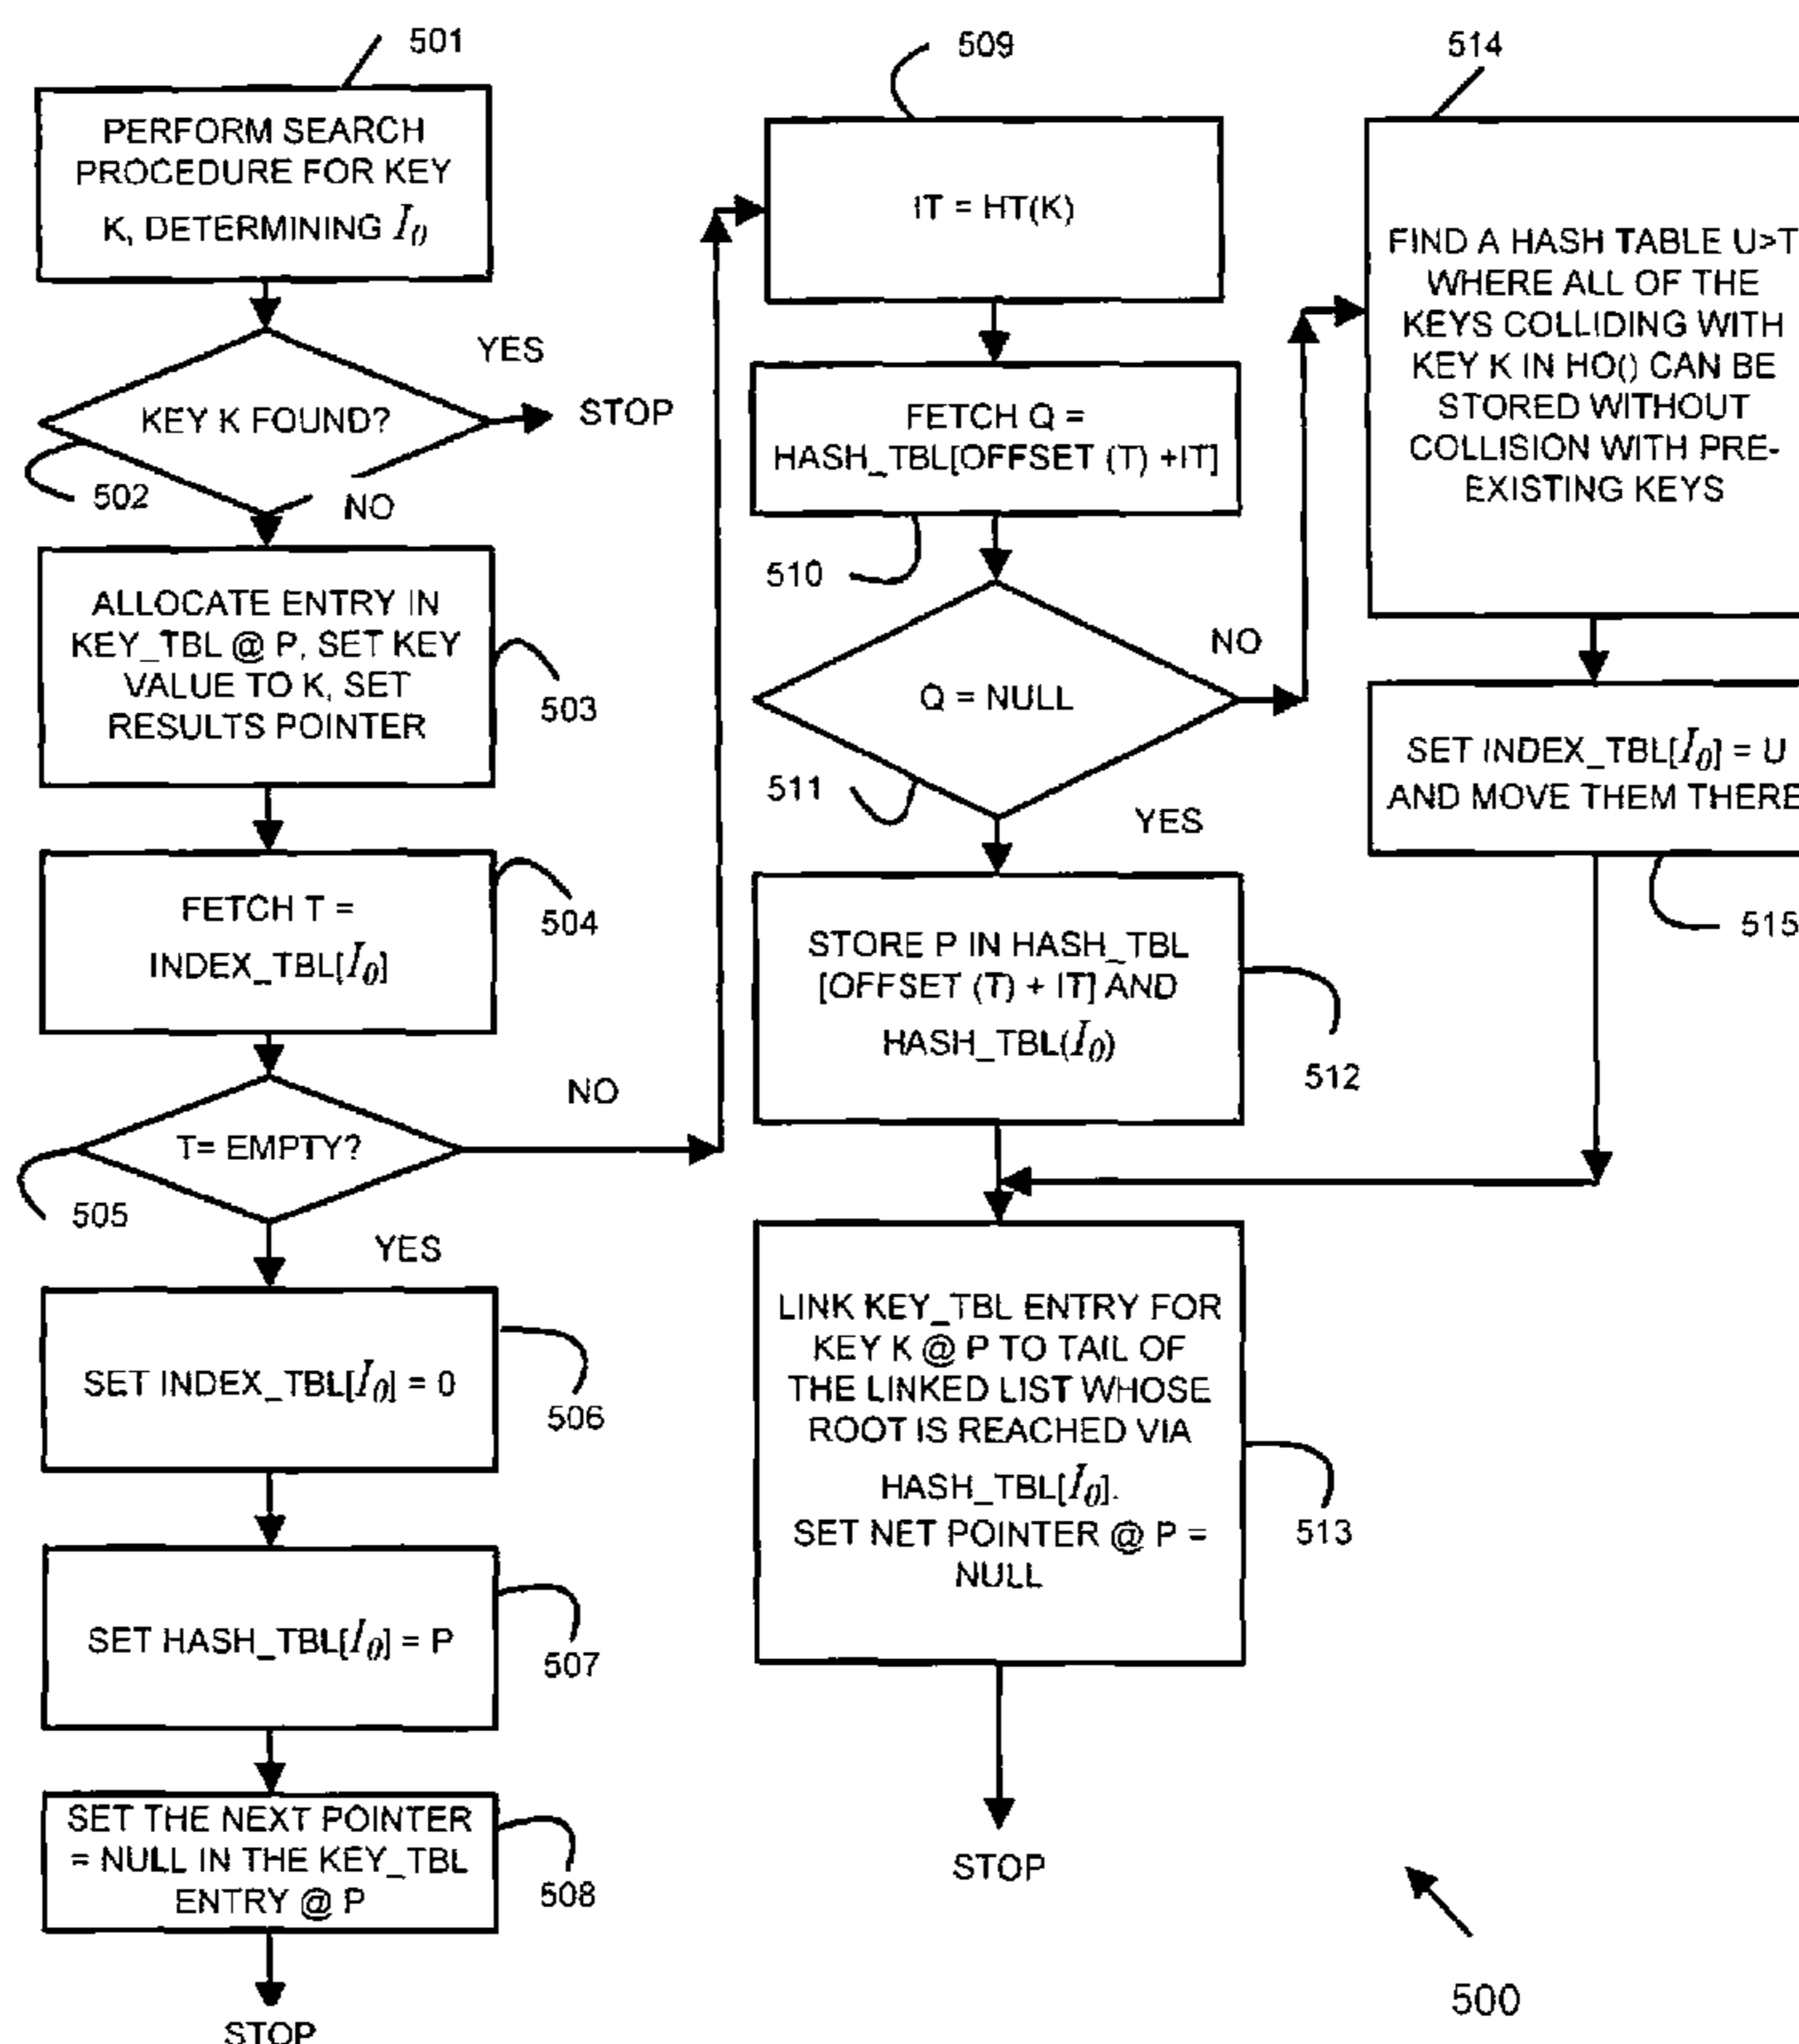 501
PERFORM SEARCH
PROCEDURE FOR KEY
K, DETERMINING I0
KEY K FOUND?
YES
STOP
502
NO
ALLOCATE ENTRY IN
KEY_TBL @ P, SET KEY
VALUE TO K, SET
RESULTS POINTER
503
FETCH T =
INDEX_TBL[I0]
504
T= EMPTY?
NO
505
YES
SET INDEX_TBL[I0] = 0
506
SET HASH_TBL[I0] = P
507
SET THE NEXT POINTER
= NULL IN THE KEY_TBL
ENTRY @ P
508
STOP
509
IT = HT(K)
FETCH Q =
HASH_TBL[OFFSET (T) +IT]
510
Q = NULL
NO
511
YES
STORE P IN HASH_TBL
[OFFSET (T) + IT] AND
HASH_TBL(I0)
512
LINK KEY_TBL ENTRY FOR
KEY K @ P TO TAIL OF
THE LINKED LIST WHOSE
ROOT IS REACHED VIA
HASH_TBL[I0].
SET NET POINTER @ P =
NULL
513
STOP
514
FIND A HASH TABLE U>T
WHERE ALL OF THE
KEYS COLLIDING WITH
KEY K IN HO() CAN BE
STORED WITHOUT
COLLISION WITH PRE-
EXISTING KEYS
SET INDEX_TBL[I0] = U
AND MOVE THEM THERE
515
500